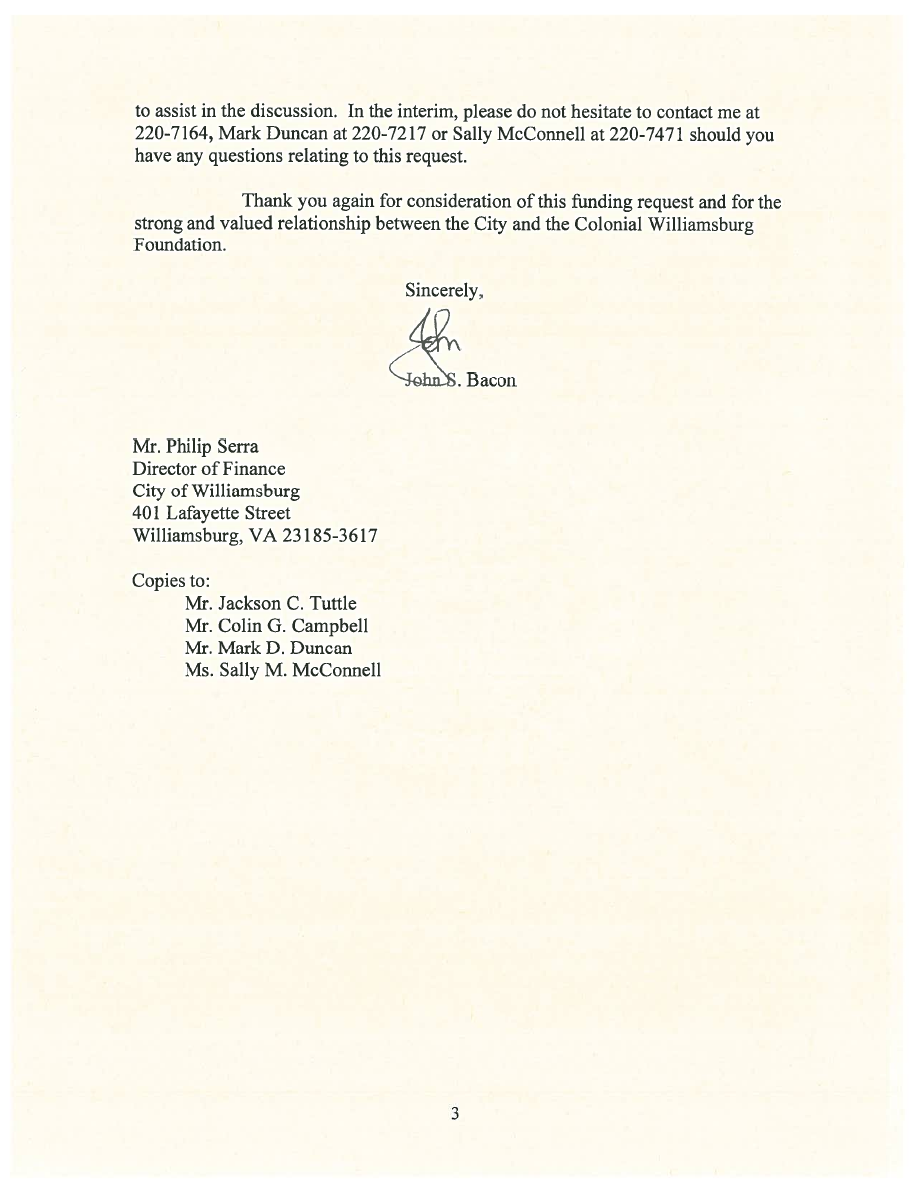 to assist in the discussion. In the interim, please do not hesitate to contact me at
220-7164, Mark Duncan at 220-7217 or Sally McConnell at 220-7471 should you
have any questions relating to this request.
Thank you again for consideration of this funding request and for the
strong and valued relationship between the City and the Colonial Williamsburg
Foundation.
Sincerely,
John
John S. Bacon
Mr. Philip Serra
Director of Finance
City of Williamsburg
401 Lafayette Street
Williamsburg, VA 23185-3617
Copies to:
Mr. Jackson C. Tuttle
Mr. Colin G. Campbell
Mr. Mark D. Duncan
Ms. Sally M. McConnell
3